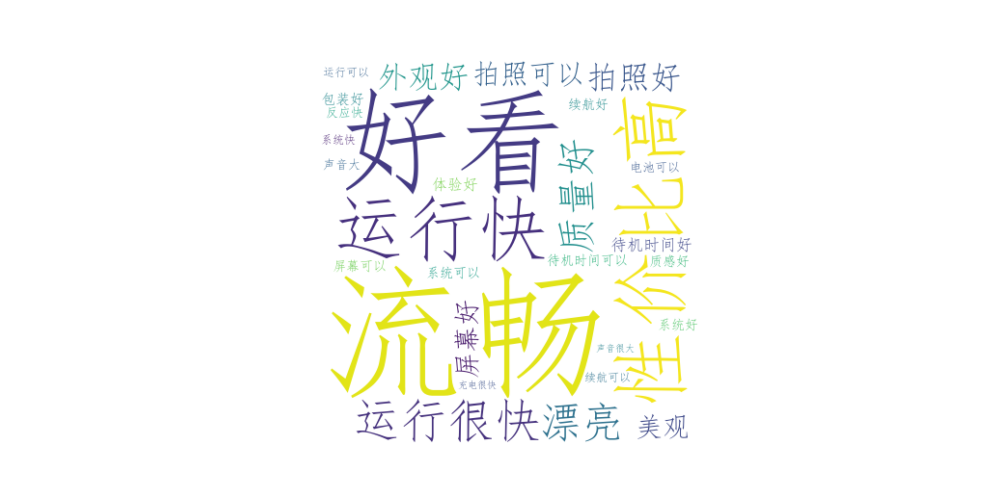 运行可以
外观好
拍照可以
拍照好
包装好
反应快
续航好
好看
性价比高
系统快
声音大
质量好
电池可以
体验好
运行快
待机时间好
屏幕可以
系统可以
待机时间可以
质感好
流畅
屏幕好
系统好
声音很大
充电很快
续航可以
运行很快
漂亮
美观